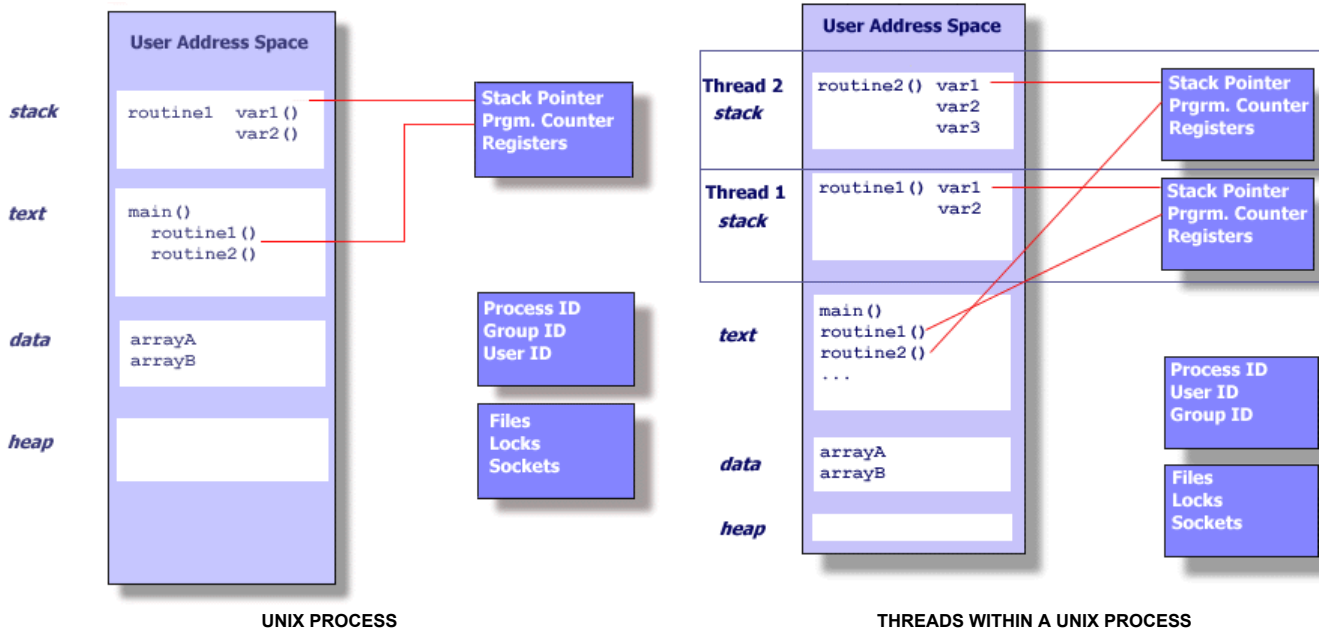 User Address Space
stack
routine1 var1()
var2()
Stack Pointer
Prgm. Counter
Registers
text
main()
routine1()
routine2()
data
arrayA
arrayB
Process ID
Group ID
User ID
heap
Files
Locks
Sockets
UNIX PROCESS
User Address Space
Thread 2
stack
routine2() var1
var2
var3
Stack Pointer
Prgrm. Counter
Registers
Thread 1
stack
routine1() var1
var2
Stack Pointer
Prgrm. Counter
Registers
text
main()
routine1()
routine2()
...
Process ID
User ID
Group ID
data
arrayA
arrayB
Files
Locks
Sockets
heap
THREADS WITHIN A UNIX PROCESS